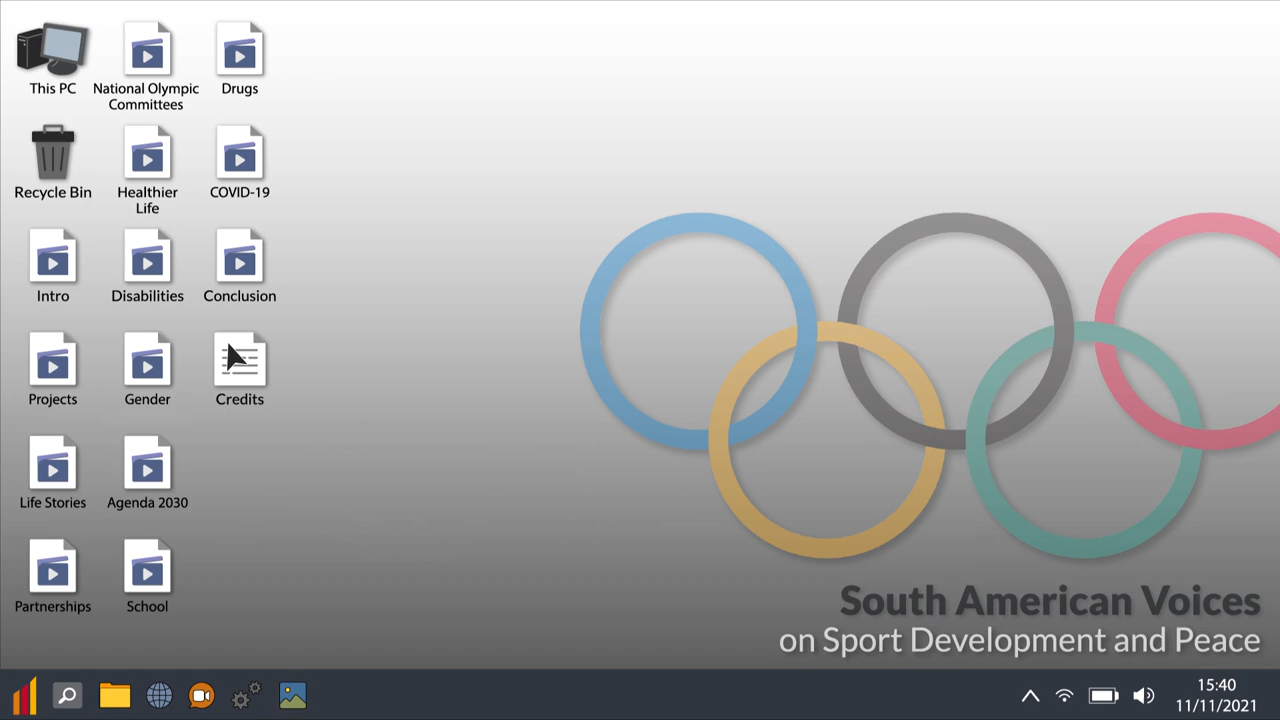 This PC
National Olympic
Committees
Drugs
Recycle Bin
Healthier
Life
COVID-19
Intro
Disabilities
Conclusion
Projects
Gender
Credits
Life Stories
Agenda 2030
Partnerships
School
South American Voices
on Sport Development and Peace
15:40
11/11/2021